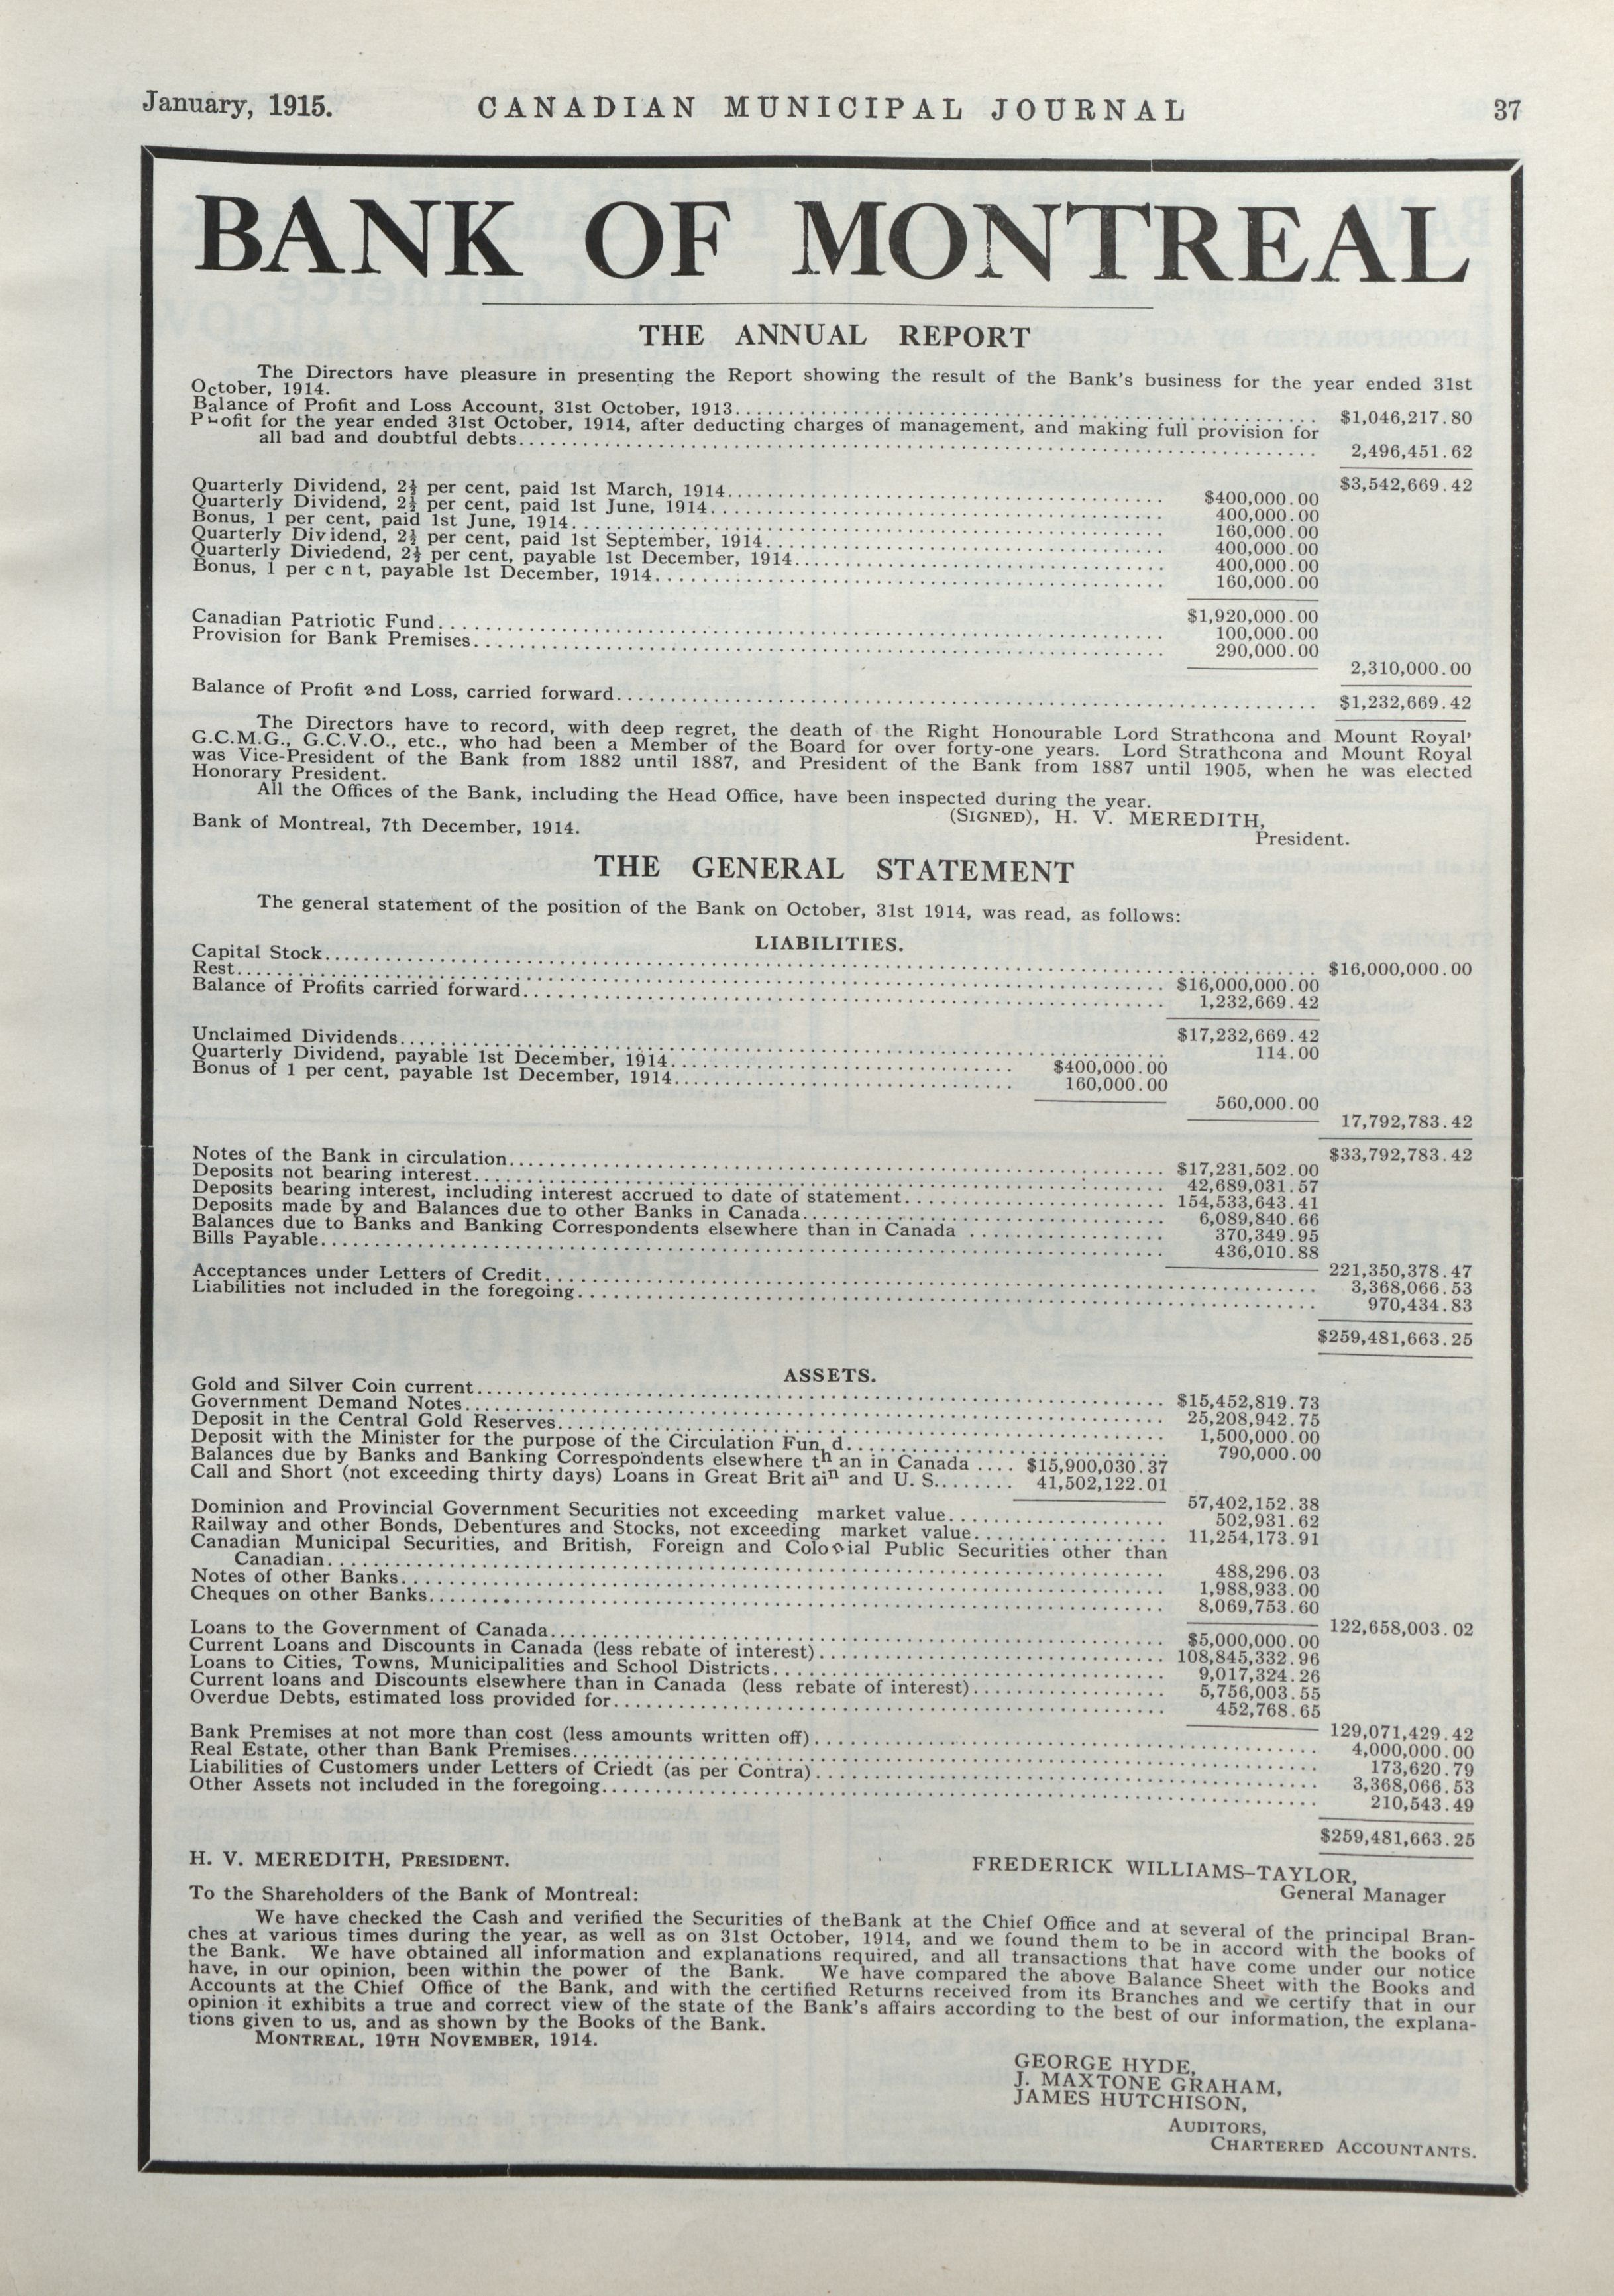 January, 1915. CANADIAN MUNICIPAL JOURNAL 37
BANK OF MONTREAL
THE ANNUAL REPORT
The Directors have pleasure in presenting the Report showing the result of the Bank's business for the year ended 31st
October, 1914.
Balance of Profit and Loss Account, 31st October, 1913 $1,046,217.80
Profit for the year ended 31st October, 1914, after deducting charges of management, and making full provision for
all bad and doubtful debts 2,496,451.62
$3,542,669.42
Quarterly Dividend, 2½ per cent, paid 1st March, 1914 $400,000.00
Quarterly Dividend, 2½ per cent, paid 1st June, 1914 400,000.00
Bonus, 1 per cent, paid 1st June, 1914 160,000.00
Quarterly Dividend, 2½ per cent, paid 1st September, 1914 400,000.00
Quarterly Diviedend, 2½ per cent, payable 1st December, 1914 400,000.00
Bonus, 1 per c n t, payable 1st December, 1914 160,000.00
$1,920,000.00
Canadian Patriotic Fund 100,000.00
Provision for Bank Premises 290,000.00
2,310,000.00
Balance of Profit and Loss, carried forward $1,232,669.42
The Directors have to record, with deep regret, the death of the Right Honourable Lord Strathcona and Mount Royal'
G.C.M.G., G.C.V.O., etc., who had been a Member of the Board for over forty-one years. Lord Strathcona and Mount Royal
was Vice-President of the Bank from 1882 until 1887, and President of the Bank from 1887 until 1905, when he was elected
Honorary President.
All the Offices of the Bank, including the Head Office, have been inspected during the year.
(SIGNED), H. V. MEREDITH,
Bank of Montreal, 7th December, 1914.
President.
THE GENERAL STATEMENT
The general statement of the position of the Bank on October, 31st 1914, was read, as follows:
LIABILITIES.
Capital Stock $16,000,000.00
Rest $16,000,000.00
Balance of Profits carried forward 1,232,669.42
$17,232,669.42
Unclaimed Dividends 114.00
Quarterly Dividend, payable 1st December, 1914 $400,000.00
Bonus of 1 per cent, payable 1st December, 1914 160,000.00
560,000.00
17,792,783.42
$33,792,783.42
Notes of the Bank in circulation $17,231,502.00
Deposits not bearing interest 42,689,031.57
Deposits bearing interest, including interest accrued to date of statement 154,533,643.41
Deposits made by and Balances due to other Banks in Canada 6,089,840.66
Balances due to Banks and Banking Correspondents elsewhere than in Canada 370,349.95
Bills Payable 436,010.88
221,350,378.47
Acceptances under Letters of Credit 3,368,066.53
Liabilities not included in the foregoing 970,434.83
$259,481,663.25
ASSETS.
Gold and Silver Coin current $15,452,819.73
Government Demand Notes 25,208,942.75
Deposit in the Central Gold Reserves 1,500,000.00
Deposit with the Minister for the purpose of the Circulation Fun, d 790,000.00
Balances due by Banks and Banking Correspondents elsewhere th an in Canada $15,900,030.37
Call and Short (not exceeding thirty days) Loans in Great Brit ain and U. S. 41,502,122.01
57,402,152.38
Dominion and Provincial Government Securities not exceeding market value 502,931.62
Railway and other Bonds, Debentures and Stocks, not exceeding market value 11,254,173.91
Canadian Municipal Securities, and British, Foreign and Colonial Public Securities other than
Canadian 488,296.03
Notes of other Banks 1,988,933.00
Cheques on other Banks 8,069,753.60
122,658,003.02
Loans to the Government of Canada $5,000,000.00
Current Loans and Discounts in Canada (less rebate of interest) 108,845,332.96
Loans to Cities, Towns, Municipalities and School Districts 9,017,324.26
Current loans and Discounts elsewhere than in Canada (less rebate of interest) 5,756,003.55
Overdue Debts, estimated loss provided for 452,768.65
129,071,429.42
Bank Premises at not more than cost (less amounts written off) 4,000,000.00
Real Estate, other than Bank Premises 173,620.79
Liabilities of Customers under Letters of Criedt (as per Contra) 3,368,066.53
Other Assets not included in the foregoing 210,543.49
$259,481,663.25
H. V. MEREDITH, PRESIDENT. FREDERICK WILLIAMS-TAYLOR,
General Manager
To the Shareholders of the Bank of Montreal:
We have checked the Cash and verified the Securities of theBank at the Chief Office and at several of the principal Bran-
ches at various times during the year, as well as on 31st October, 1914, and we found them to be in accord with the books of
the Bank. We have obtained all information and explanations required, and all transactions that have come under our notice
have, in our opinion, been within the power of the Bank. We have compared the above Balance Sheet with the Books and
Accounts at the Chief Office of the Bank, and with the certified Returns received from its Branches and we certify that in our
opinion it exhibits a true and correct view of the state of the Bank's affairs according to the best of our information, the explana-
tions given to us, and as shown by the Books of the Bank.
MONTREAL, 19TH NOVEMBER, 1914.
GEORGE HYDE,
J. MAXTONE GRAHAM,
JAMES HUTCHISON,
AUDITORS,
CHARTERED ACCOUNTANTS.